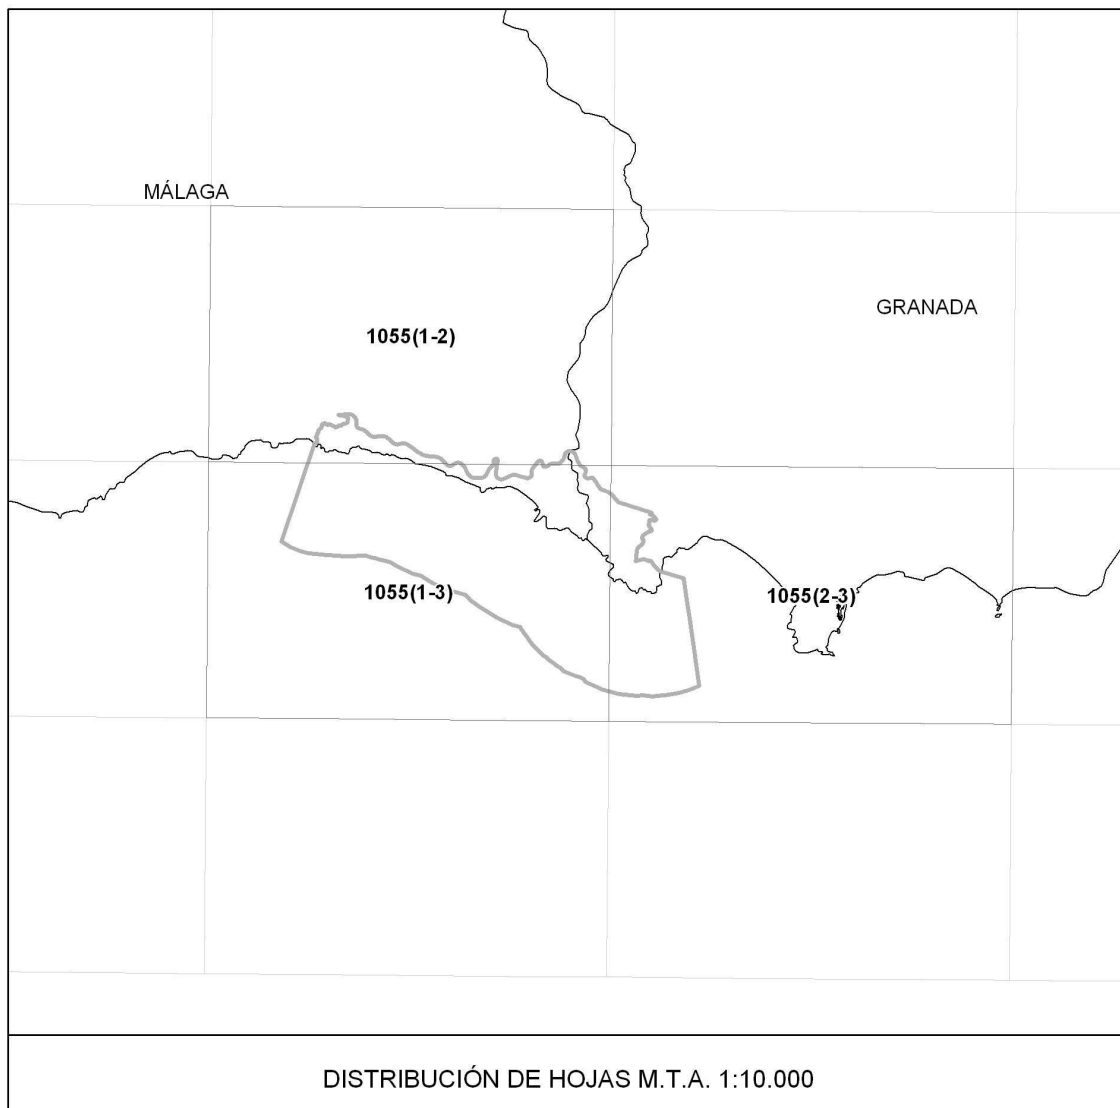 MÁLAGA
GRANADA
1055(1-2)
1055(1-3)
1055(2-3)
DISTRIBUCIÓN DE HOJAS M.T.A. 1:10.000